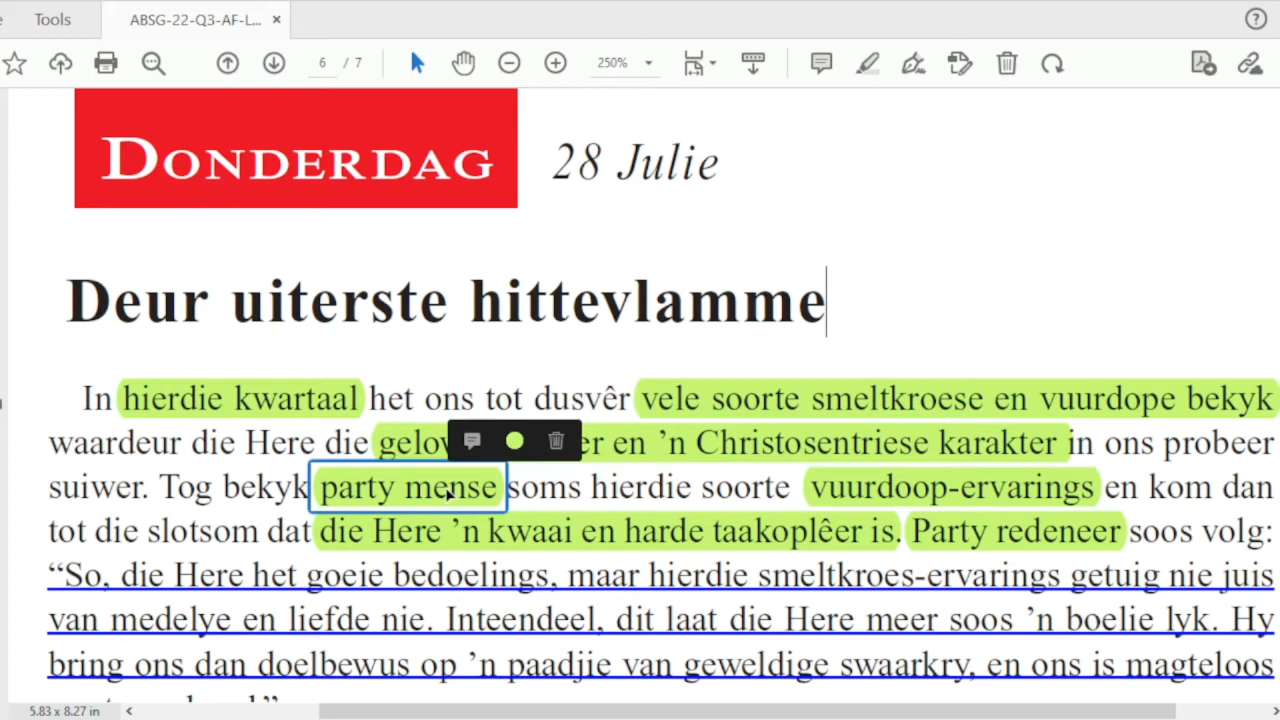 Tools
ABSG-22-Q3-AF-L... ×
6 / 7
250%
DONDERDAG
28 Julie
Deur uiterste hittevlamme
In hierdie kwartaal het ons tot dusvêr vele soorte smeltkroese en vuurdope bekyk
waardeur die Here die en ’n Christosentriese karakter in ons probeer
suiwer. Tog bekyk party mense soms hierdie soorte vuurdoop-ervarings en kom dan
tot die slotsom dat die Here ’n kwaai en harde taakoplêer is. Party redeneer soos volg:
“So, die Here het goeie bedoelings, maar hierdie smeltkroes-ervarings getuig nie juis
van medelye en liefde nie. Inteendeel, dit laat die Here meer soos ’n boelie lyk. Hy
bring ons dan doelbewus op ’n paadjie van geweldige swaarkry, en ons is magteloos
5.83 x 8.27 in